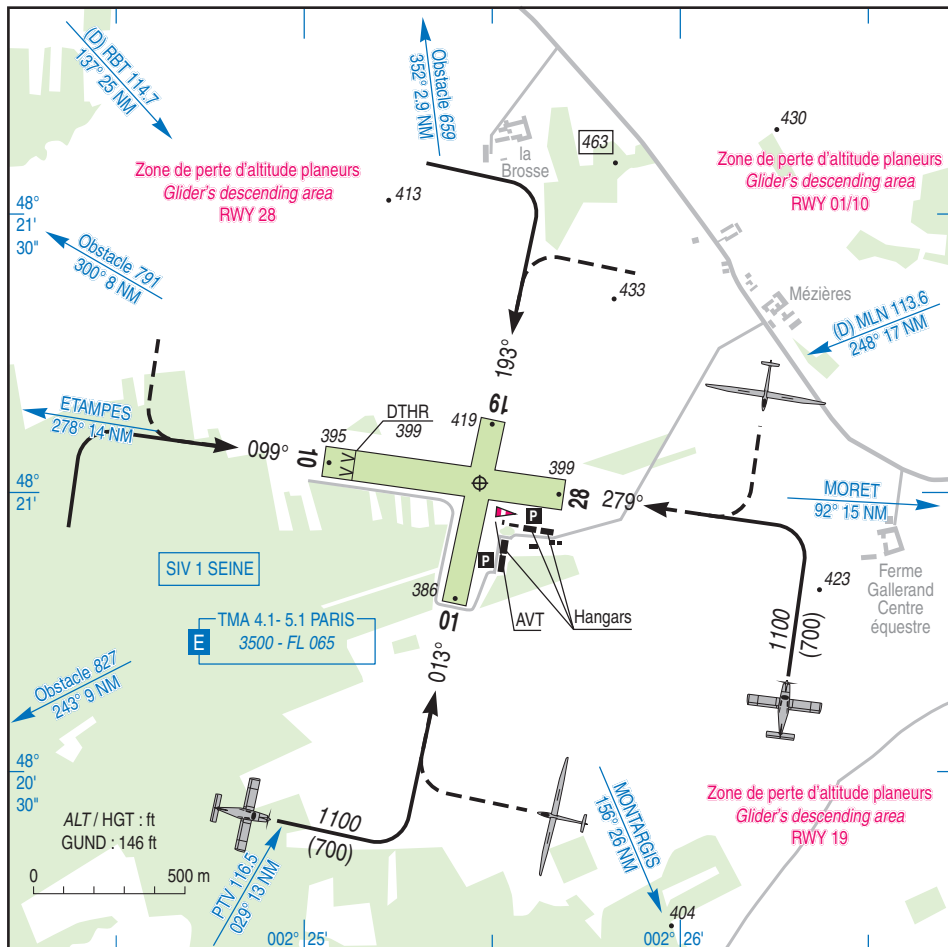 (D) RBT 114.7
137° 25 NM
Obstacle 659
352° 2.9 NM
la
Brosse
463
430
Zone de perte d'altitude planeurs
Glider's descending area
RWY 28
Zone de perte d'altitude planeurs
Glider's descending area
RWY 01/10
413
48°
21'
30"
Obstacle 791
300° 8 NM
433
Mézières
(D) MLN 113.6
248° 17 NM
193°
19
ETAMPES
278° 14 NM
DTHR
399
419
099°
10
395
V V
399
28
279°
48°
21'
MORET
92° 15 NM
P
P
SIV 1 SEINE
386
01
AVT
Hangars
423
Ferme
Gallerand
Centre
équestre
TMA 4.1- 5.1 PARIS
E
3500 - FL 065
013°
1100
(700)
Obstacle 827
243° 9 NM
48°
20'
30"
MONTARGIS
156° 26 NM
Zone de perte d'altitude planeurs
Glider's descending area
RWY 19
ALT / HGT : ft
GUND : 146 ft
1100
(700)
0
500 m
PTV 116.5
029° 13 NM
404
002° 25'
002° 26'